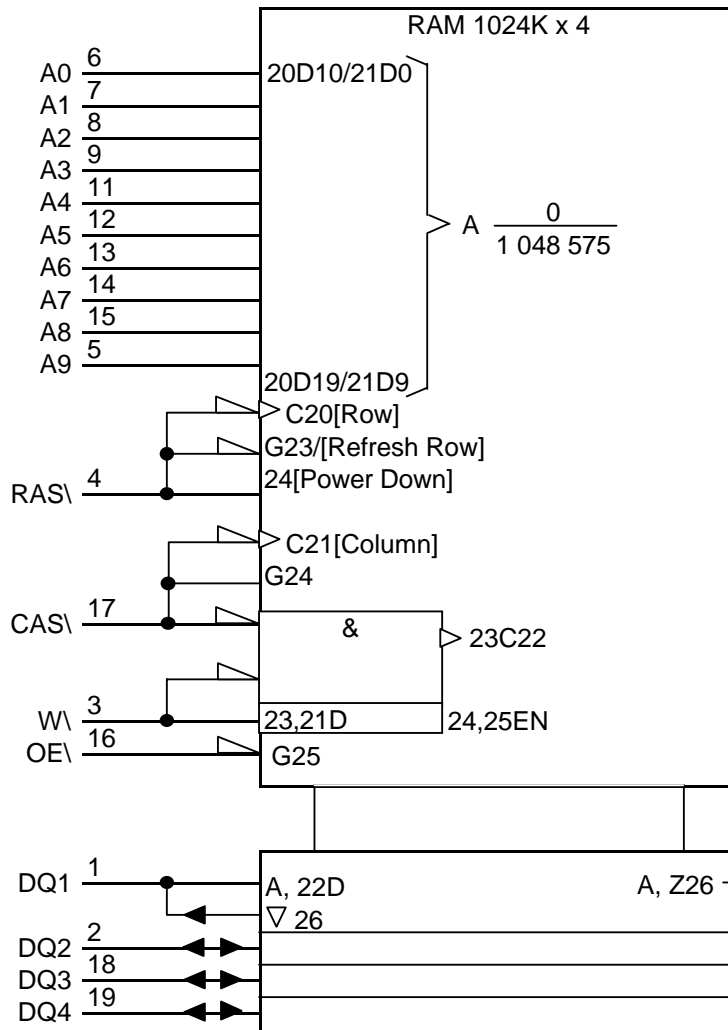 RAM 1024K x 4
A0 6 20D10/21D0
A1 7
A2 8
A3 9
A4 11
A5 12
A6 13
A7 14
A8 15
A9 5
A 0
1 048 575
20D19/21D9
C20[Row]
G23/[Refresh Row]
RAS\ 4 24[Power Down]
C21[Column]
G24
CAS\ 17 & 23C22
W\ 3 23,21D 24,25EN
OE\ 16 G25
DQ1 1 A, 22D A, Z26
26
DQ2 2
DQ3 18
DQ4 19